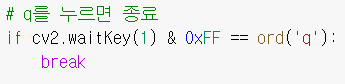 # q를 누르면 종료
if cv2.waitKey(1) & 0xFF == ord('q'):
    break